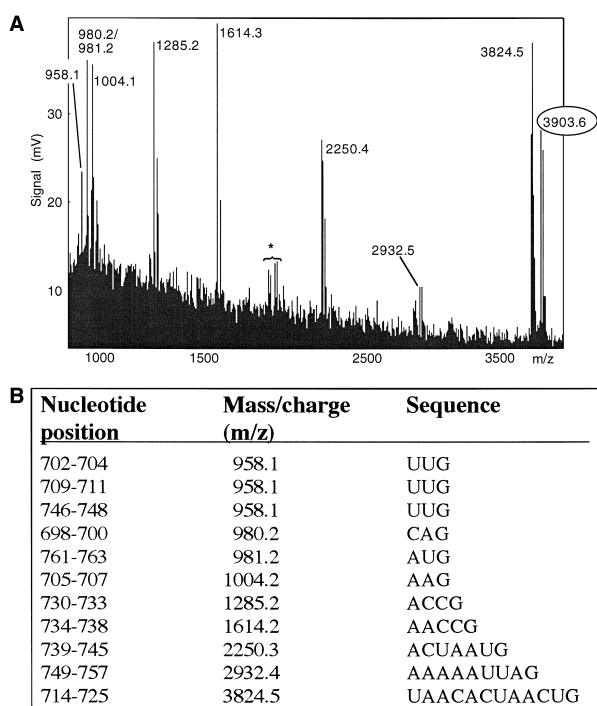 A
980.2/
981.2
958.1
1004.1
1285.2
1614.3
2250.4
*
2932.5
3824.5
3903.6
Signal (mV)
30
20
10
1000 1500 2500 3500 m/z
B
Nucleotide Mass/charge Sequence
position (m/z)
702-704 958.1 UUG
709-711 958.1 UUG
746-748 958.1 UUG
698-700 980.2 CAG
761-763 981.2 AUG
705-707 1004.2 AAG
730-733 1285.2 ACCG
734-738 1614.2 AACCG
739-745 2250.3 ACUAAUG
749-757 2932.4 AAAAAUUAG
714-725 3824.5 UAACACUAACUG